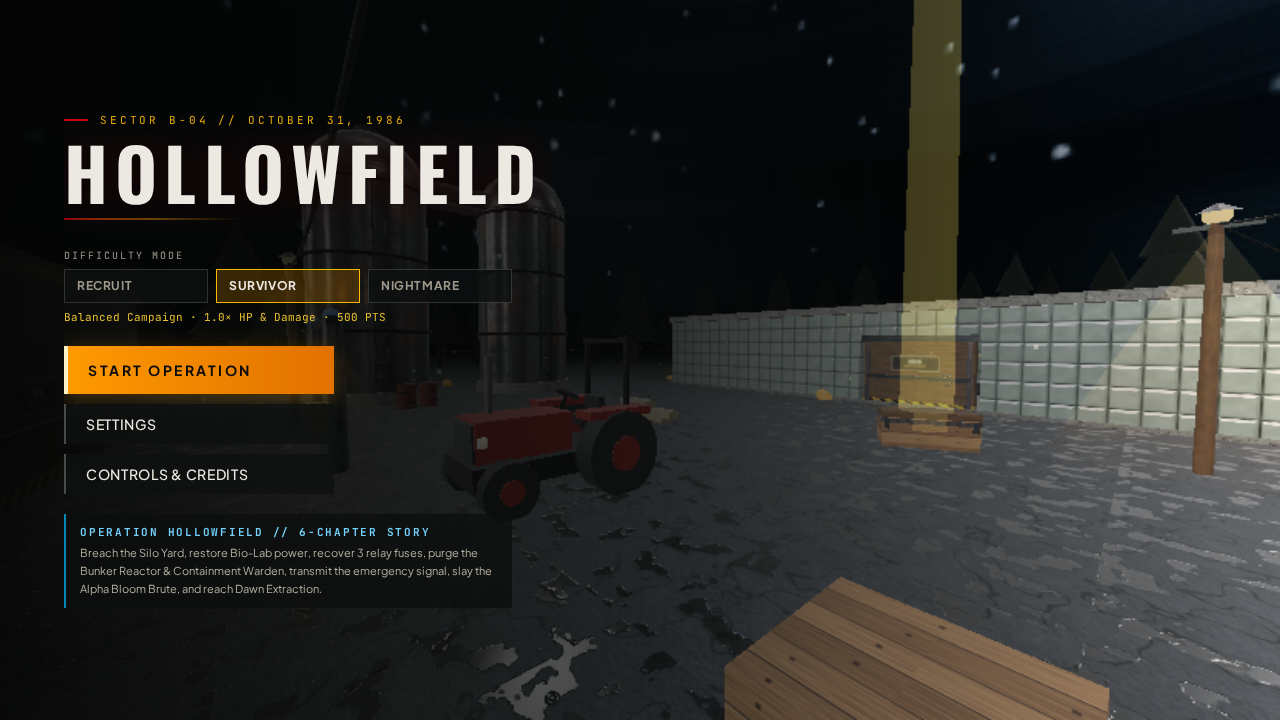 SECTOR B-04 // OCTOBER 31, 1986
HOLLOWFIELD
DIFFICULTY MODE
RECRUIT
SURVIVOR
NIGHTMARE
Balanced Campaign · 1.0× HP & Damage · 500 PTS
START OPERATION
SETTINGS
CONTROLS & CREDITS
OPERATION HOLLOWFIELD // 6-CHAPTER STORY
Breach the Silo Yard, restore Bio-Lab power, recover 3 relay fuses, purge the
Bunker Reactor & Containment Warden, transmit the emergency signal, slay the
Alpha Bloom Brute, and reach Dawn Extraction.